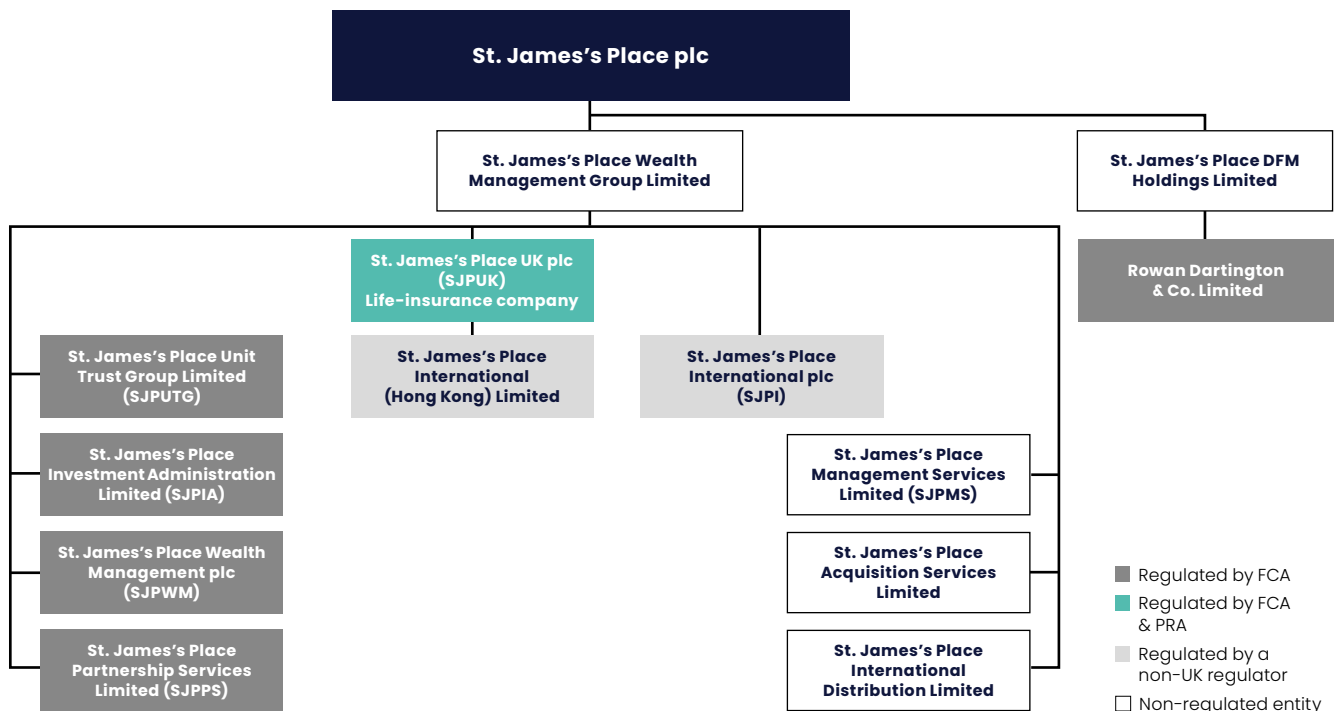 St. James’s Place plc
St. James’s Place Wealth
Management Group Limited
St. James’s Place DFM
Holdings Limited
St. James’s Place UK plc
(SJPUK)
Life-insurance company
Rowan Dartington
& Co. Limited
St. James’s Place Unit
Trust Group Limited
(SJPUTG)
St. James’s Place
International
(Hong Kong) Limited
St. James’s Place
International plc
(SJPI)
St. James’s Place
Investment Administration
Limited (SJPIA)
St. James’s Place
Management Services
Limited (SJPMS)
St. James’s Place Wealth
Management plc
(SJPWM)
St. James’s Place
Acquisition Services
Limited
St. James’s Place
Partnership Services
Limited (SJPPS)
St. James’s Place
International
Distribution Limited
Regulated by FCA
Regulated by FCA
& PRA
Regulated by a
non-UK regulator
Non-regulated entity